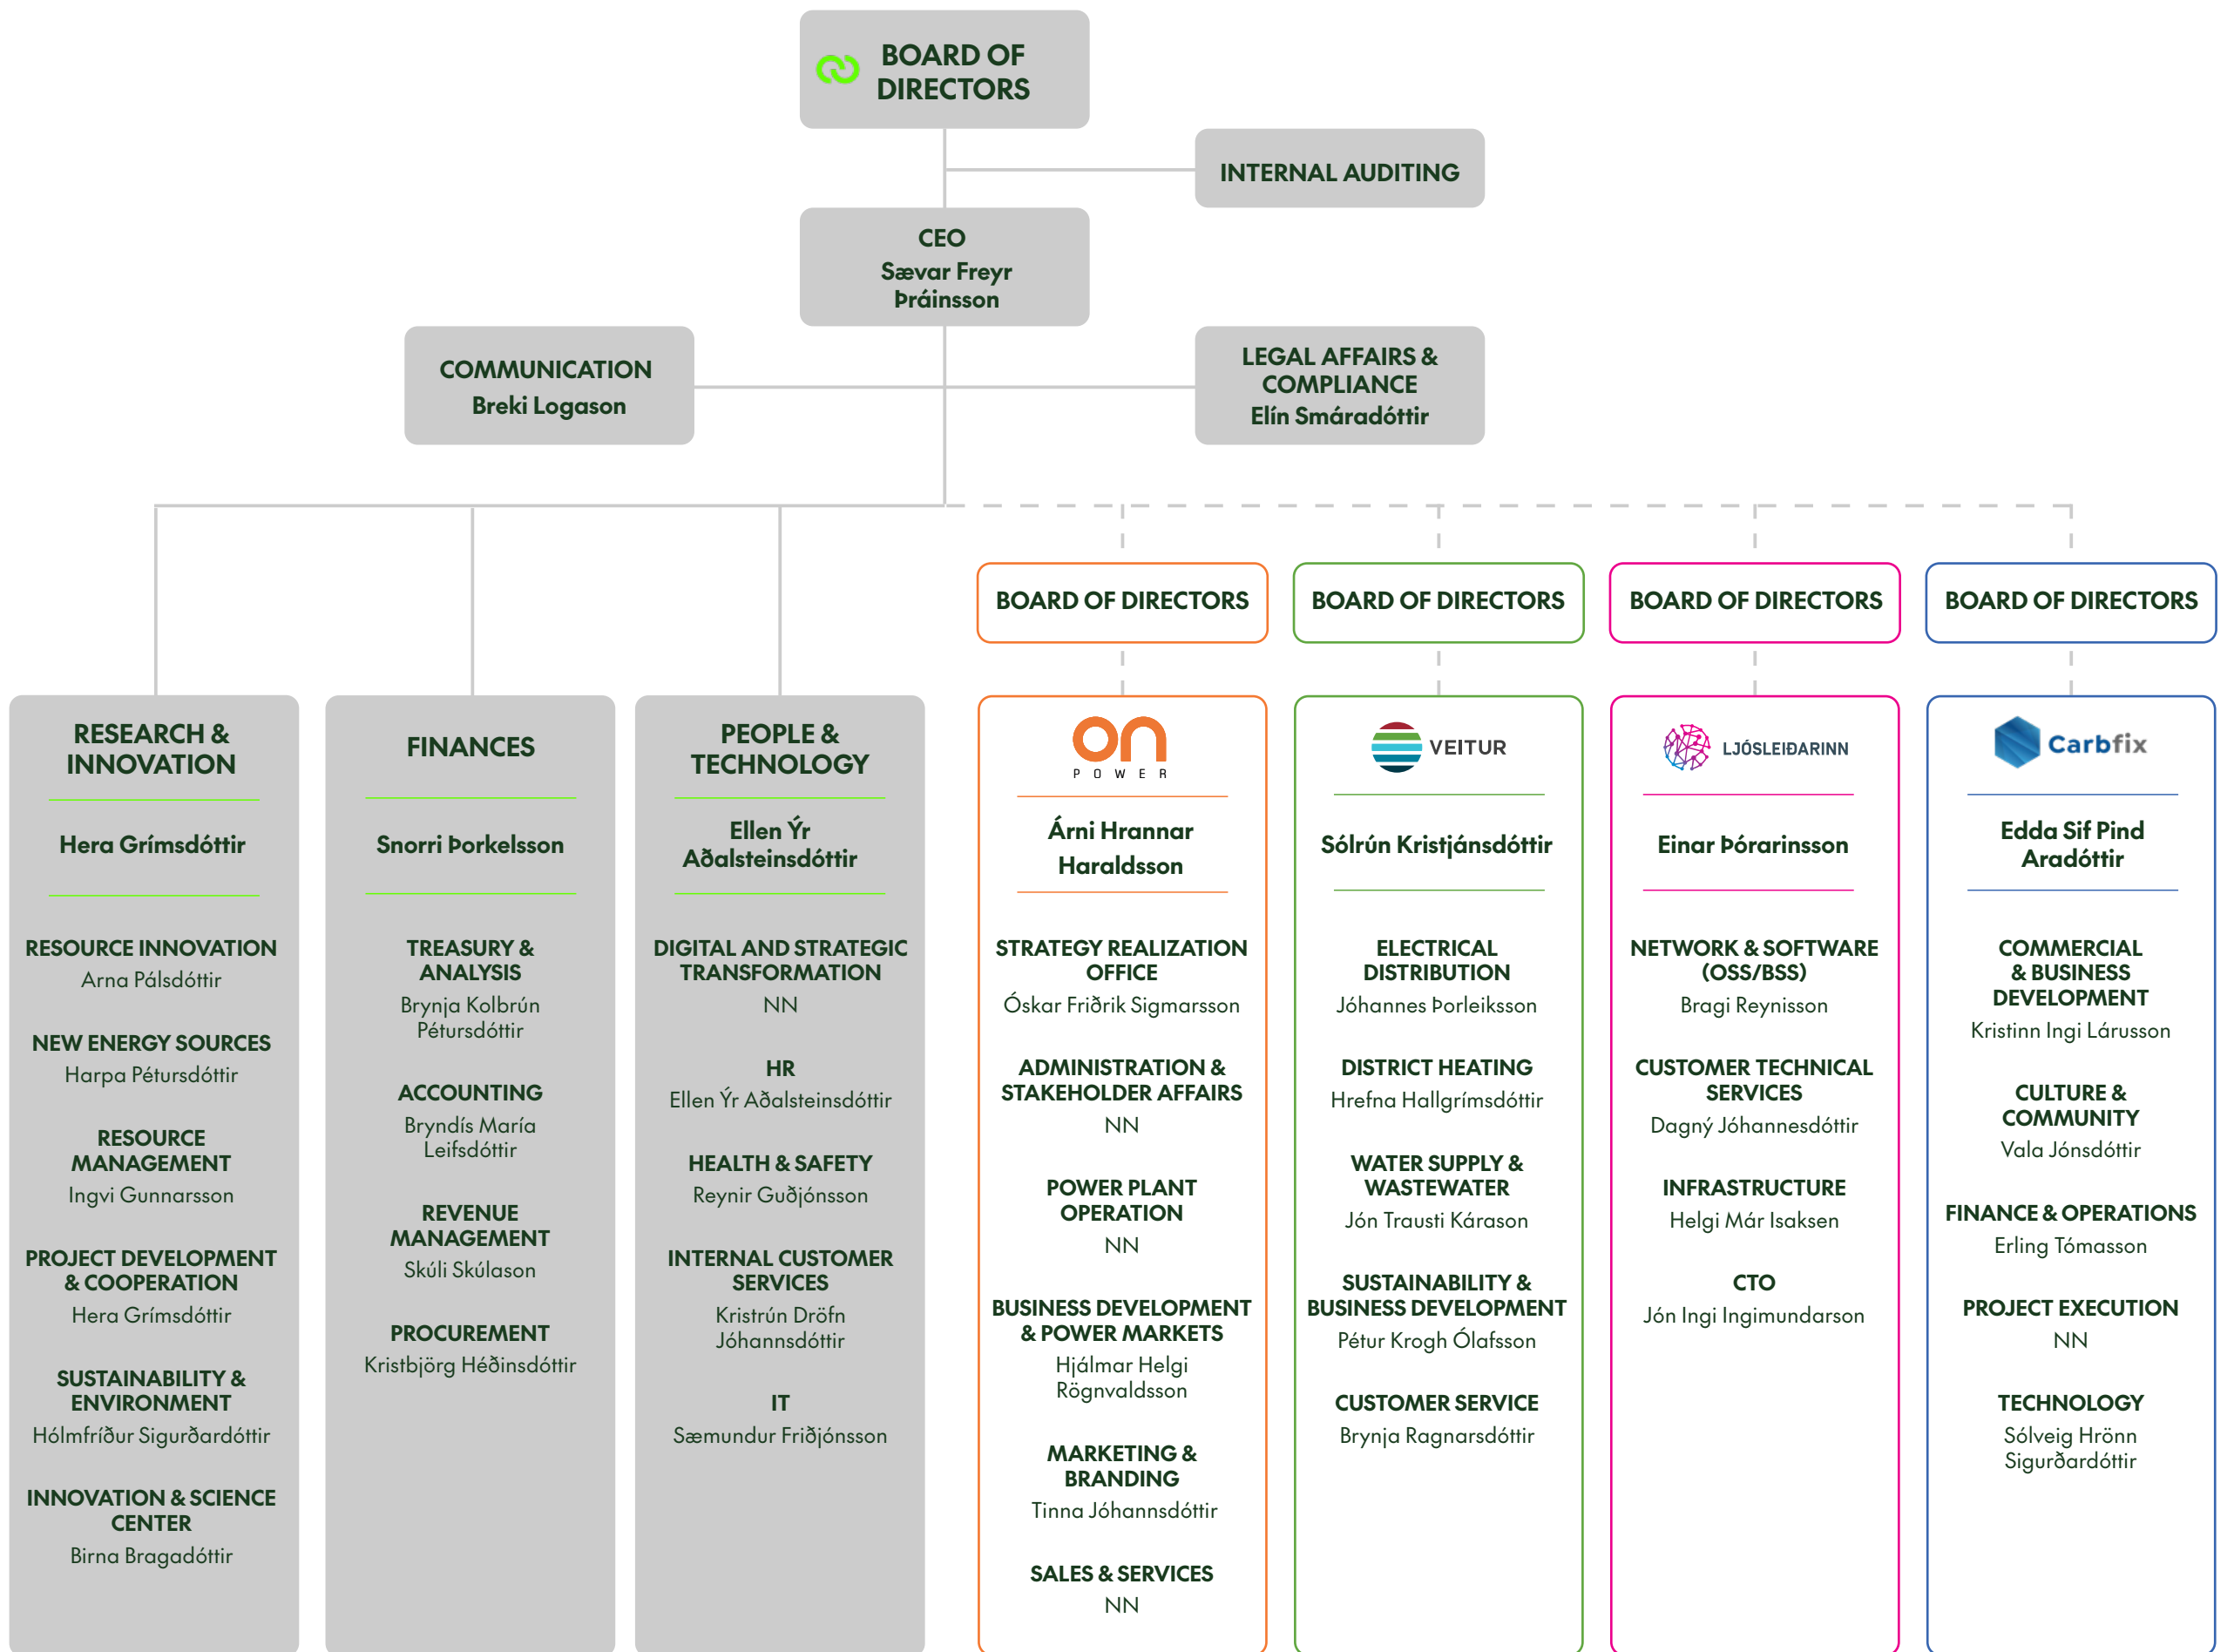 BOARD OF
DIRECTORS
INTERNAL AUDITING
CEO
Sævar Freyr
Þráinsson
COMMUNICATION
Breki Logason
LEGAL AFFAIRS &
COMPLIANCE
Elín Smáradóttir
BOARD OF DIRECTORS
BOARD OF DIRECTORS
BOARD OF DIRECTORS
BOARD OF DIRECTORS
RESEARCH &
INNOVATION
Hera Grímsdóttir
RESOURCE INNOVATION
Arna Pálsdóttir
NEW ENERGY SOURCES
Harpa Pétursdóttir
RESOURCE
MANAGEMENT
Ingvi Gunnarsson
PROJECT DEVELOPMENT
& COOPERATION
Hera Grímsdóttir
SUSTAINABILITY &
ENVIRONMENT
Hólmfríður Sigurðardóttir
INNOVATION & SCIENCE
CENTER
Birna Bragadóttir
FINANCES
Snorri Þorkelsson
TREASURY &
ANALYSIS
Brynja Kolbrún
Pétursdóttir
ACCOUNTING
Bryndís María
Leifsdóttir
REVENUE
MANAGEMENT
Skúli Skúlason
PROCUREMENT
Kristbjörg Héðinsdóttir
PEOPLE &
TECHNOLOGY
Ellen Ýr
Aðalsteinsdóttir
DIGITAL AND STRATEGIC
TRANSFORMATION
NN
HR
Ellen Ýr Aðalsteinsdóttir
HEALTH & SAFETY
Reynir Guðjónsson
INTERNAL CUSTOMER
SERVICES
Kristrún Dröfn
Jóhannsdóttir
IT
Sæmundur Friðjónsson
on
POWER
Árni Hrannar
Haraldsson
STRATEGY REALIZATION
OFFICE
Óskar Friðrik Sigmarsson
ADMINISTRATION &
STAKEHOLDER AFFAIRS
NN
POWER PLANT
OPERATION
NN
BUSINESS DEVELOPMENT
& POWER MARKETS
Hjálmar Helgi
Rögnvaldsson
MARKETING &
BRANDING
Tinna Jóhannsdóttir
SALES & SERVICES
NN
VEITUR
Sólrún Kristjánsdóttir
ELECTRICAL
DISTRIBUTION
Jóhannes Þorleiksson
DISTRICT HEATING
Hrefna Hallgrímsdóttir
WATER SUPPLY &
WASTEWATER
Jón Trausti Kárason
SUSTAINABILITY &
BUSINESS DEVELOPMENT
Pétur Krogh Ólafsson
CUSTOMER SERVICE
Brynja Ragnarsdóttir
LJÓSLEIÐARINN
Einar Þórarinsson
NETWORK & SOFTWARE
(OSS/BSS)
Bragi Reynisson
CUSTOMER TECHNICAL
SERVICES
Dagný Jóhannesdóttir
INFRASTRUCTURE
Helgi Már Isaksen
CTO
Jón Ingi Ingimundarson
Carbfix
Edda Sif Pind
Aradóttir
COMMERCIAL
& BUSINESS
DEVELOPMENT
Kristinn Ingi Lárusson
CULTURE &
COMMUNITY
Vala Jónsdóttir
FINANCE & OPERATIONS
Erling Tómasson
PROJECT EXECUTION
NN
TECHNOLOGY
Sólveig Hrönn
Sigurðardóttir